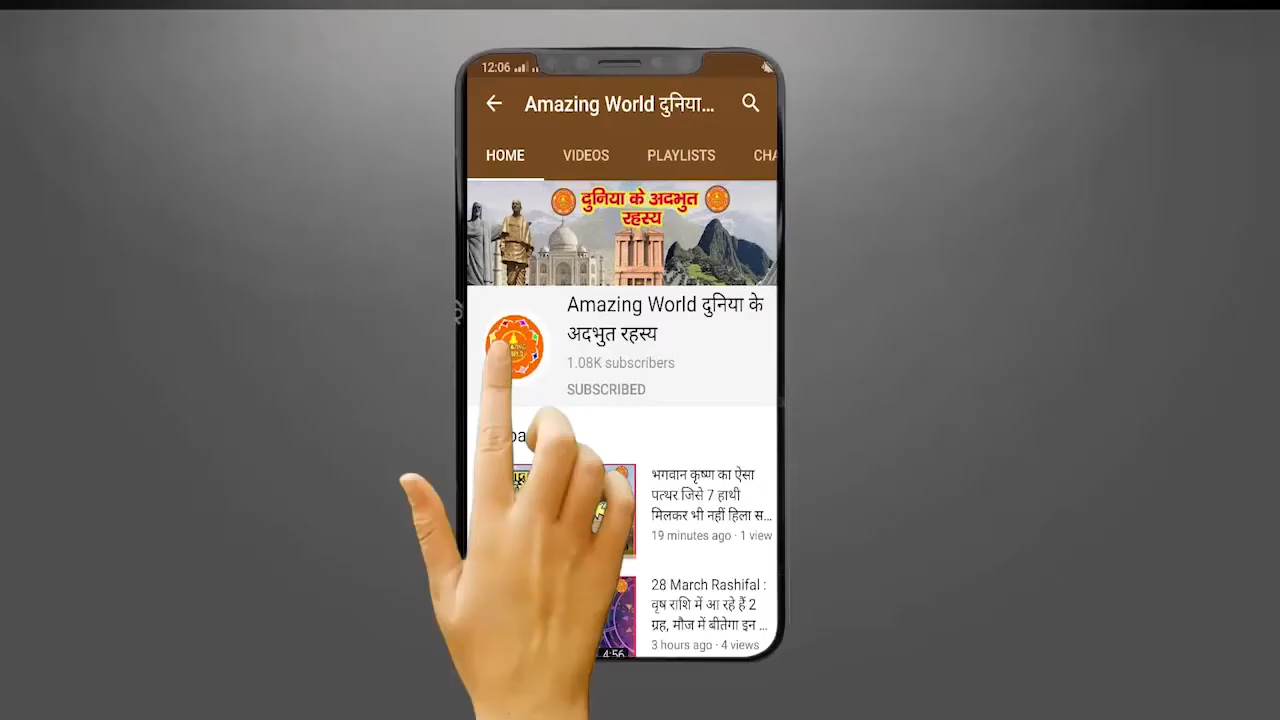 12:06
Amazing World दुनिया...
HOME VIDEOS PLAYLISTS CHA
दुनिया के अदभुत
रहस्य
Amazing World दुनिया के
अदभुत रहस्य
1.08K subscribers
SUBSCRIBED
भगवान कृष्ण का ऐसा
पत्थर जिसे 7 हाथी
मिलकर भी नहीं हिला स...
19 minutes ago · 1 view
28 March Rashifal :
वृष राशि में आ रहे हैं 2
ग्रह, मौज में बीतेगा इन ...
3 hours ago · 4 views
4:56